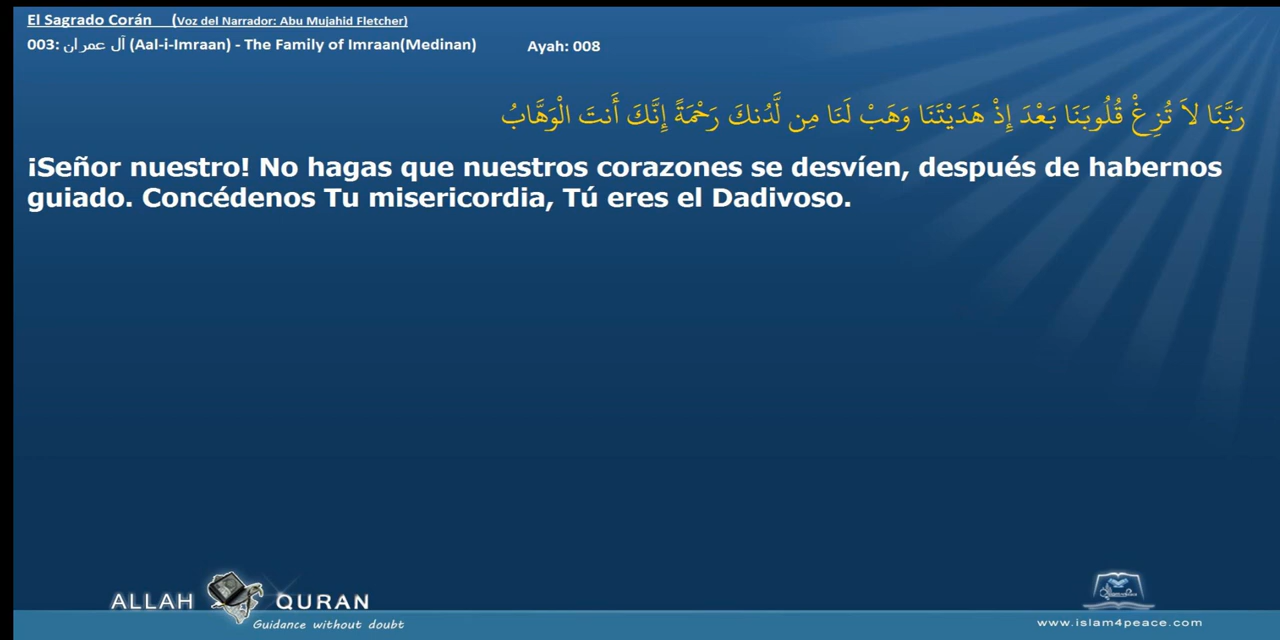 El Sagrado Corán (Voz del Narrador: Abu Mujahid Fletcher)
003: آل عمران (Aal-i-Imraan) - The Family of Imraan(Medinan) Ayah: 008
رَبَّنَا لاَ تُزِغْ قُلُوبَنَا بَعْدَ إِذْ هَدَيْتَنَا وَهَبْ لَنَا مِن لَّدُنكَ رَحْمَةً إِنَّكَ أَنتَ الْوَهَّابُ
¡Señor nuestro! No hagas que nuestros corazones se desvíen, después de habernos
guiado. Concédenos Tu misericordia, Tú eres el Dadivoso.
ALLAH QURAN
Guidance without doubt
www.islam4peace.com